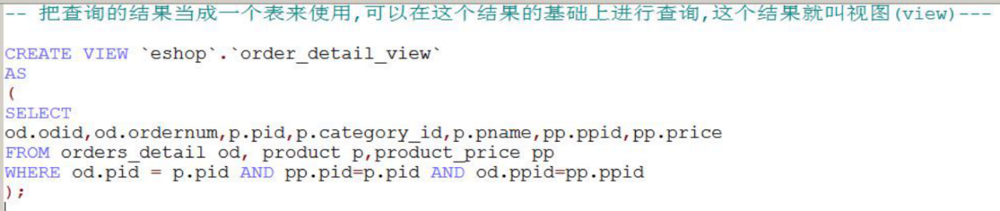 -- 把查询的结果当成一个表来使用,可以在这个结果的基础上进行查询,这个结果就叫视图(view)---
CREATE VIEW `eshop`.`order_detail_view`
AS
(
SELECT
od.odid,od.ordernum,p.pid,p.category_id,p.pname,pp.ppid,pp.price
FROM orders_detail od, product p,product_price pp
WHERE od.pid = p.pid AND pp.pid=p.pid AND od.ppid=pp.ppid
);